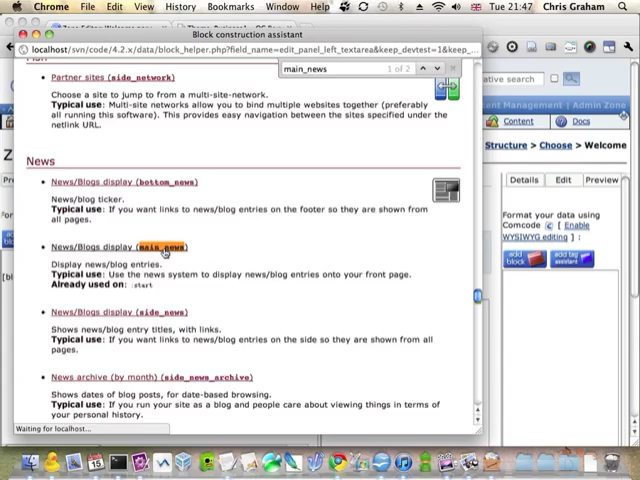 Chrome File Edit View History Bookmarks Window Help Tue 21:47 Chris Graham
Block construction assistant
localhost/svn/code/4.2.x/data/block_helper.php?field_name=edit_panel_left_textarea&keep_devtest=1&keep_...
main_news 1 of 2
Partner sites (side_network)
Choose a site to jump to from a multi-site-network.
Typical use: Multi-site networks allow you to bind multiple websites together (preferably
all running this software). This provides easy navigation between the sites specified under the
netlink URL.
News
News/Blogs display (bottom_news)
News/blog ticker.
Typical use: If you want links to news/blog entries on the footer so they are shown from
all pages.
News/Blogs display (main_news)
Display news/blog entries.
Typical use: Use the news system to display news/blog entries onto your front page.
Already used on: :start
News/Blogs display (side_news)
Shows news/blog entry titles, with links.
Typical use: If you want links to news/blog entries on the side so they are shown from all
pages.
News archive (by month) (side_news_archive)
Shows dates of blog posts, for date-based browsing.
Typical use: If you run your site as a blog and people care about viewing things in terms of
your personal history.
Waiting for localhost...
ative search
Management | Admin Zone
Content Docs
Structure > Choose > Welcome
Details Edit Preview
Format your data using
Comcode [ Enable
WYSIWYG editing ] :
add block
add tag assistant